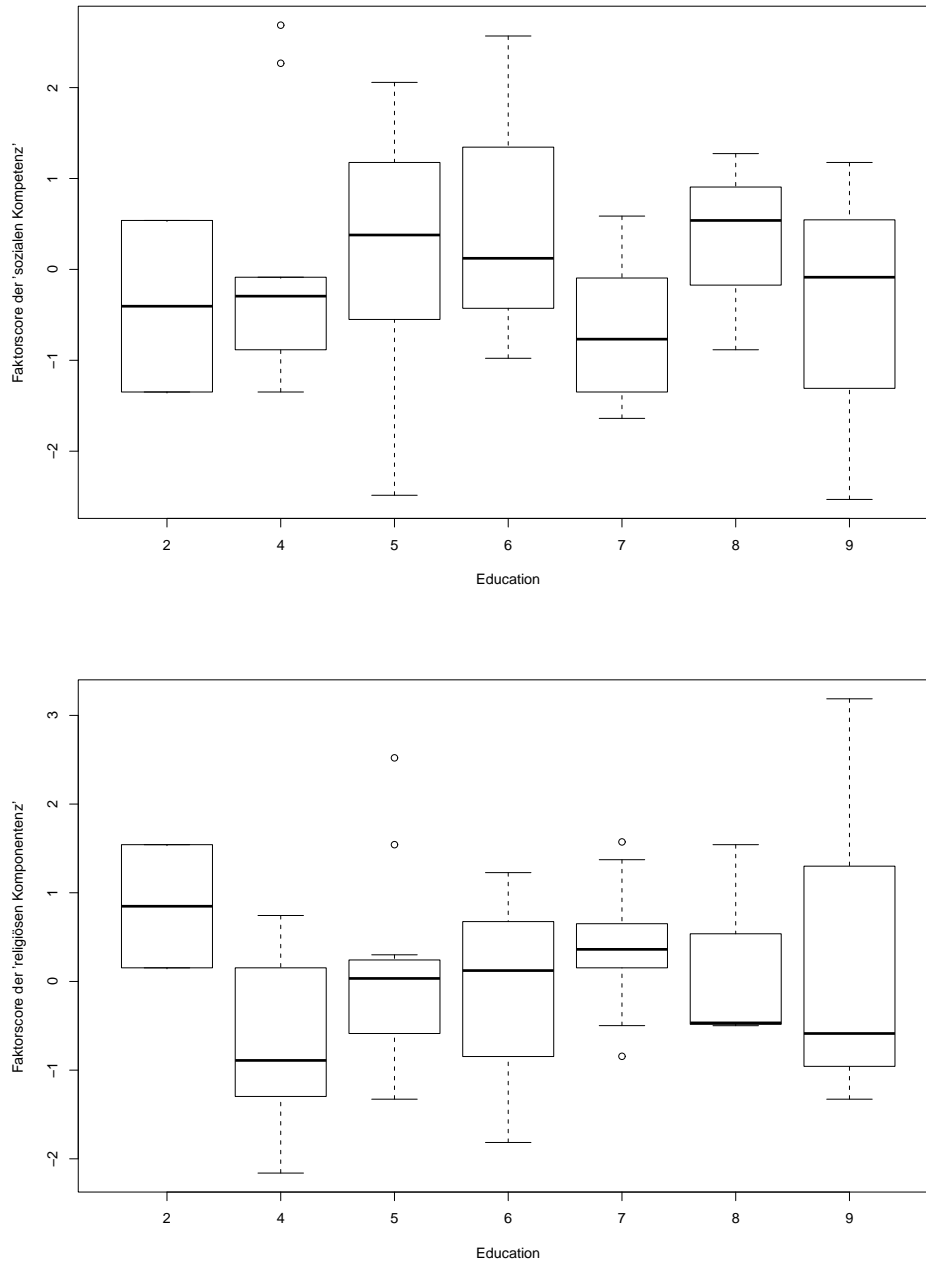 Faktorscore der 'sozialen Kompetenz'
2
1
0
−1
−2
2 4 5 6 7 8 9
Education
Faktorscore der 'religiösen Komponentenz'
3
2
1
0
−1
−2
2 4 5 6 7 8 9
Education